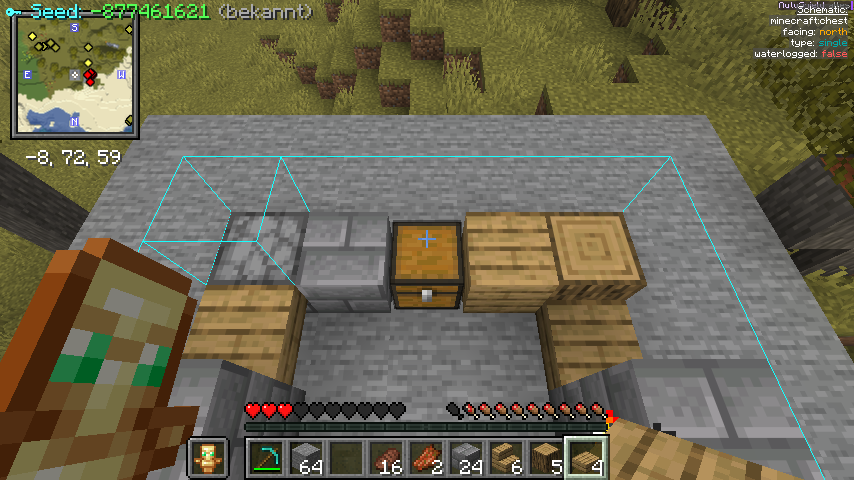 Seed: -877461621 (bekannt)
Schematic:
minecraft:chest
facing: north
type: single
waterlogged: false
S
E
W
N
-8, 72, 59
64
16
2
24
6
5
4